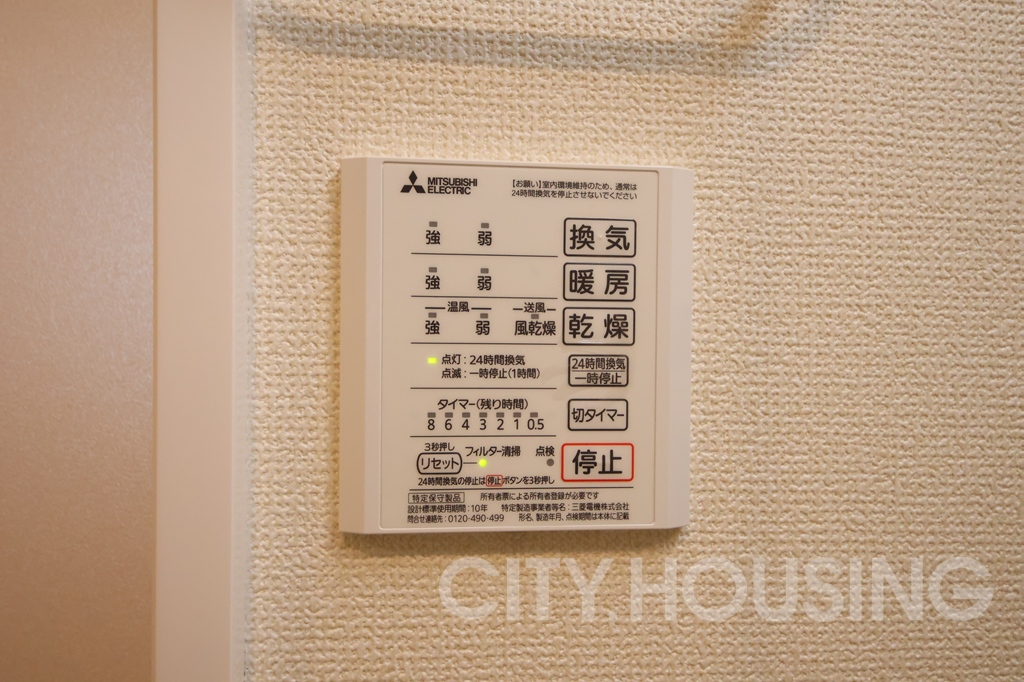 MITSUBISHI
ELECTRIC
【お願い】室内環境維持のため、通常は
24時間換気を停止させないでください
強 弱 換気
強 弱 暖房
温風 送風
強 弱 風乾燥 乾燥
点灯：24時間換気
点滅：一時停止(1時間)
24時間換気
一時停止
タイマー(残り時間)
8 6 4 3 2 1 0.5
切タイマー
3秒押し
リセット フィルター清掃 点検
停止
24時間換気の停止は停止ボタンを3秒押し
特定保守製品 所有者票による所有者登録が必要です
設計標準使用期間：10年 特定製造事業者等名：三菱電機株式会社
問合せ連絡先：0120-490-499 形名、製造年月、点検期間は本体に記載
CITY.HOUSING